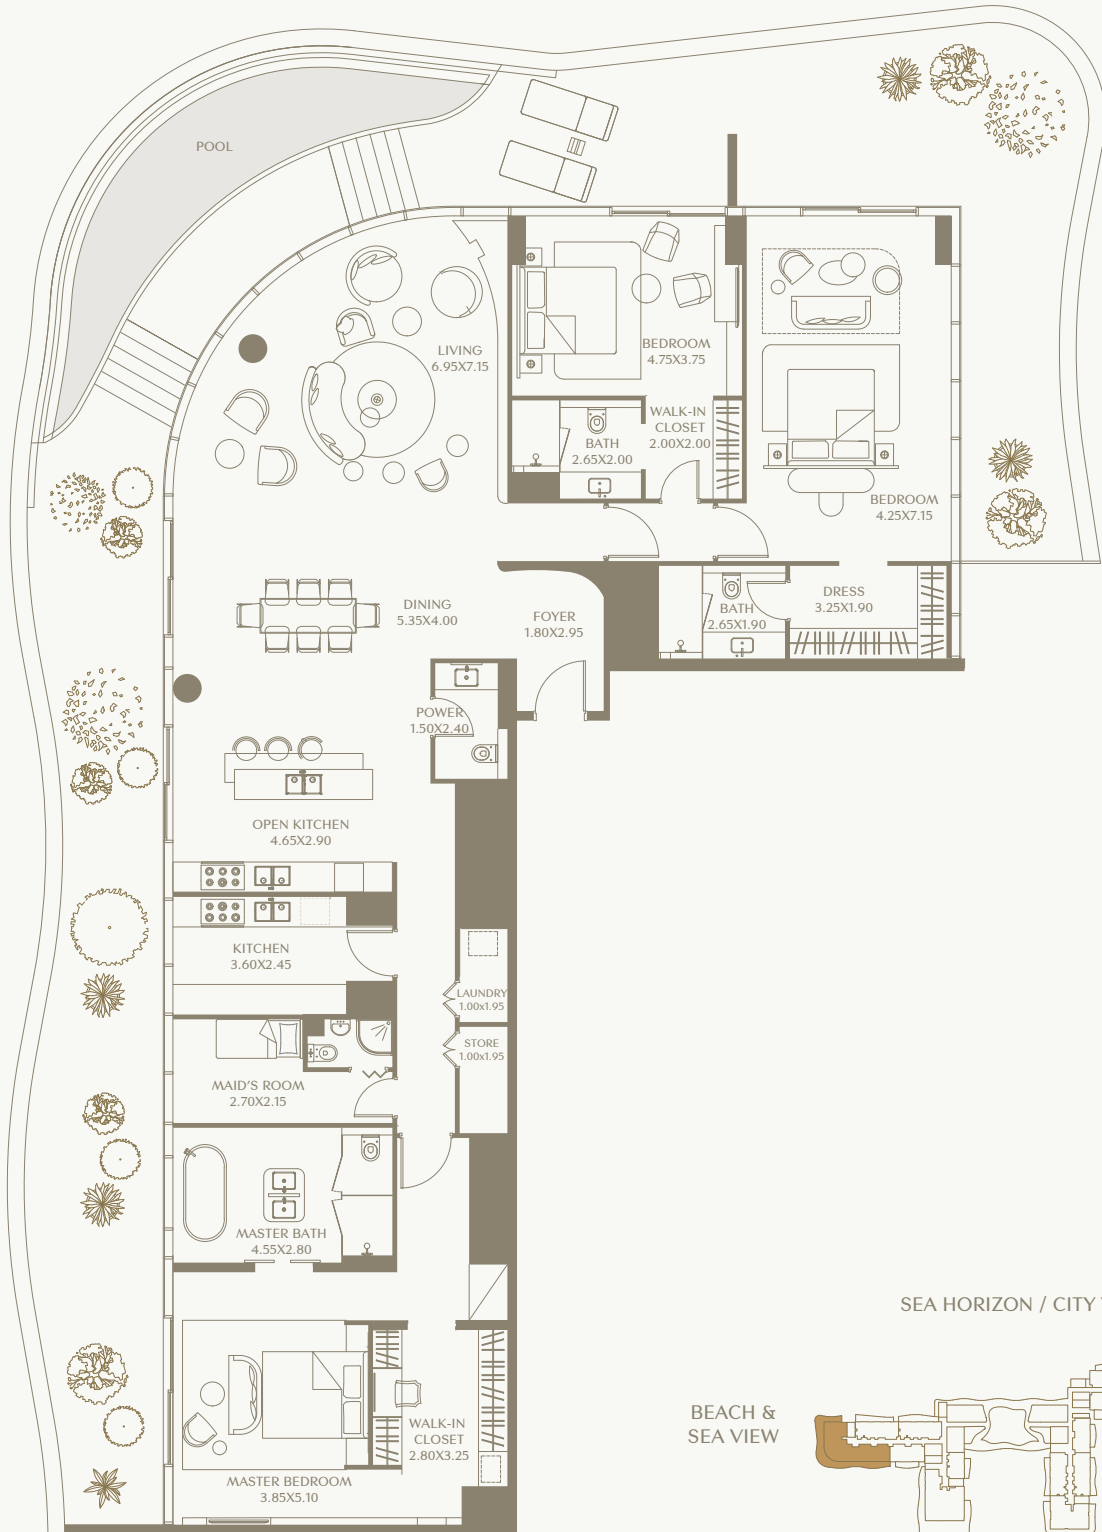 POOL
LIVING
6.95X7.15
BEDROOM
4.75X3.75
WALK-IN
CLOSET
2.00X2.00
BATH
2.65X2.00
BEDROOM
4.25X7.15
DINING
5.35X4.00
FOYER
1.80X2.95
BATH
2.65X1.90
DRESS
3.25X1.90
POWER
1.50X2.40
OPEN KITCHEN
4.65X2.90
KITCHEN
3.60X2.45
LAUNDRY
1.00x1.95
STORE
1.00x1.95
MAID'S ROOM
2.70X2.15
MASTER BATH
4.55X2.80
WALK-IN
CLOSET
2.80X3.25
MASTER BEDROOM
3.85X5.10
SEA HORIZON / CITY
BEACH &
SEA VIEW